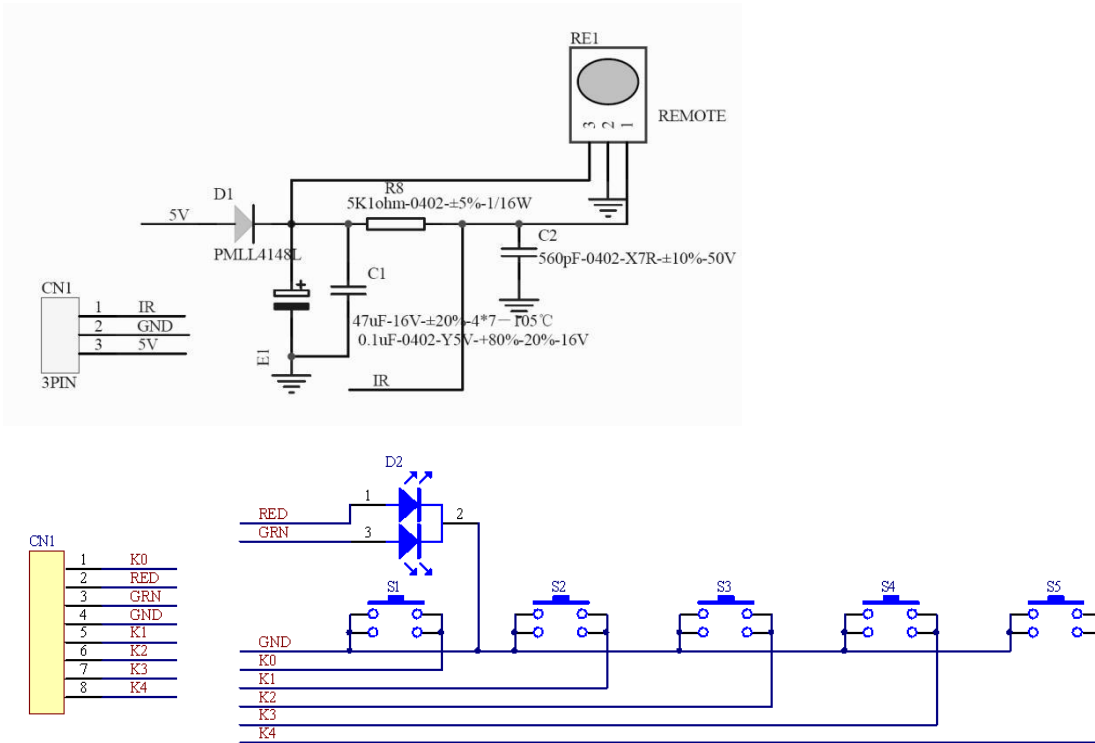 RE1
3 2 1
REMOTE
D1
5V
PMLL4148L
R8
5K1ohm-0402-±5%-1/16W
C2
560pF-0402-X7R-±10%-50V
C1
+
47uF-16V-±20%-4*7－105℃
0.1uF-0402-Y5V-+80%-20%-16V
E1
IR
CN1
1 IR
2 GND
3 5V
3PIN
D2
1
RED
2
GRN
3
CN1
1 K0
2 RED
3 GRN
4 GND
5 K1
6 K2
7 K3
8 K4
S1 S2 S3 S4 S5
GND
K0
K1
K2
K3
K4